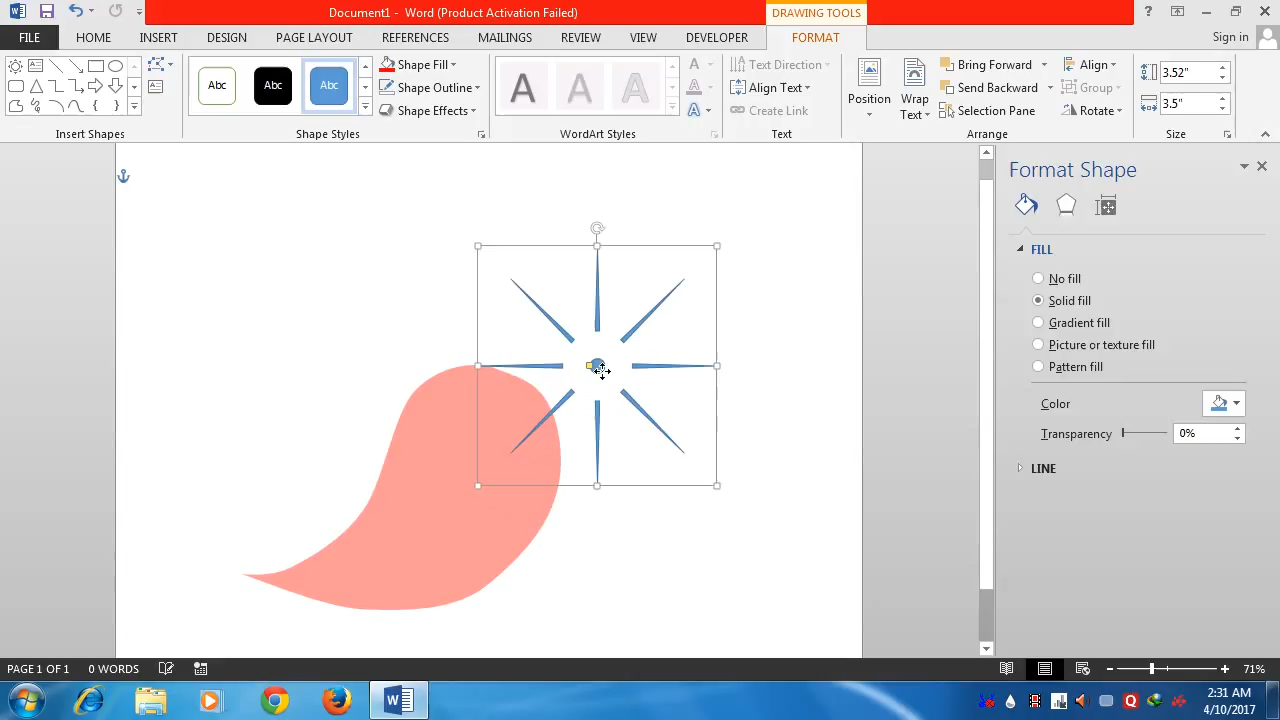 Document1 - Word (Product Activation Failed)
DRAWING TOOLS
?
FILE
HOME
INSERT
DESIGN
PAGE LAYOUT
REFERENCES
MAILINGS
REVIEW
VIEW
DEVELOPER
FORMAT
Sign in
Abc
Abc
Abc
Shape Fill
Shape Outline
Shape Effects
A
A
A
A
A
A
Text Direction
Align Text
Create Link
Position
Wrap
Text
Bring Forward
Send Backward
Selection Pane
Align
Group
Rotate
3.52"
3.5"
Insert Shapes
Shape Styles
WordArt Styles
Text
Arrange
Size
Format Shape
FILL
No fill
Solid fill
Gradient fill
Picture or texture fill
Pattern fill
Color
Transparency
0%
LINE
PAGE 1 OF 1
0 WORDS
71%
2:31 AM
4/10/2017